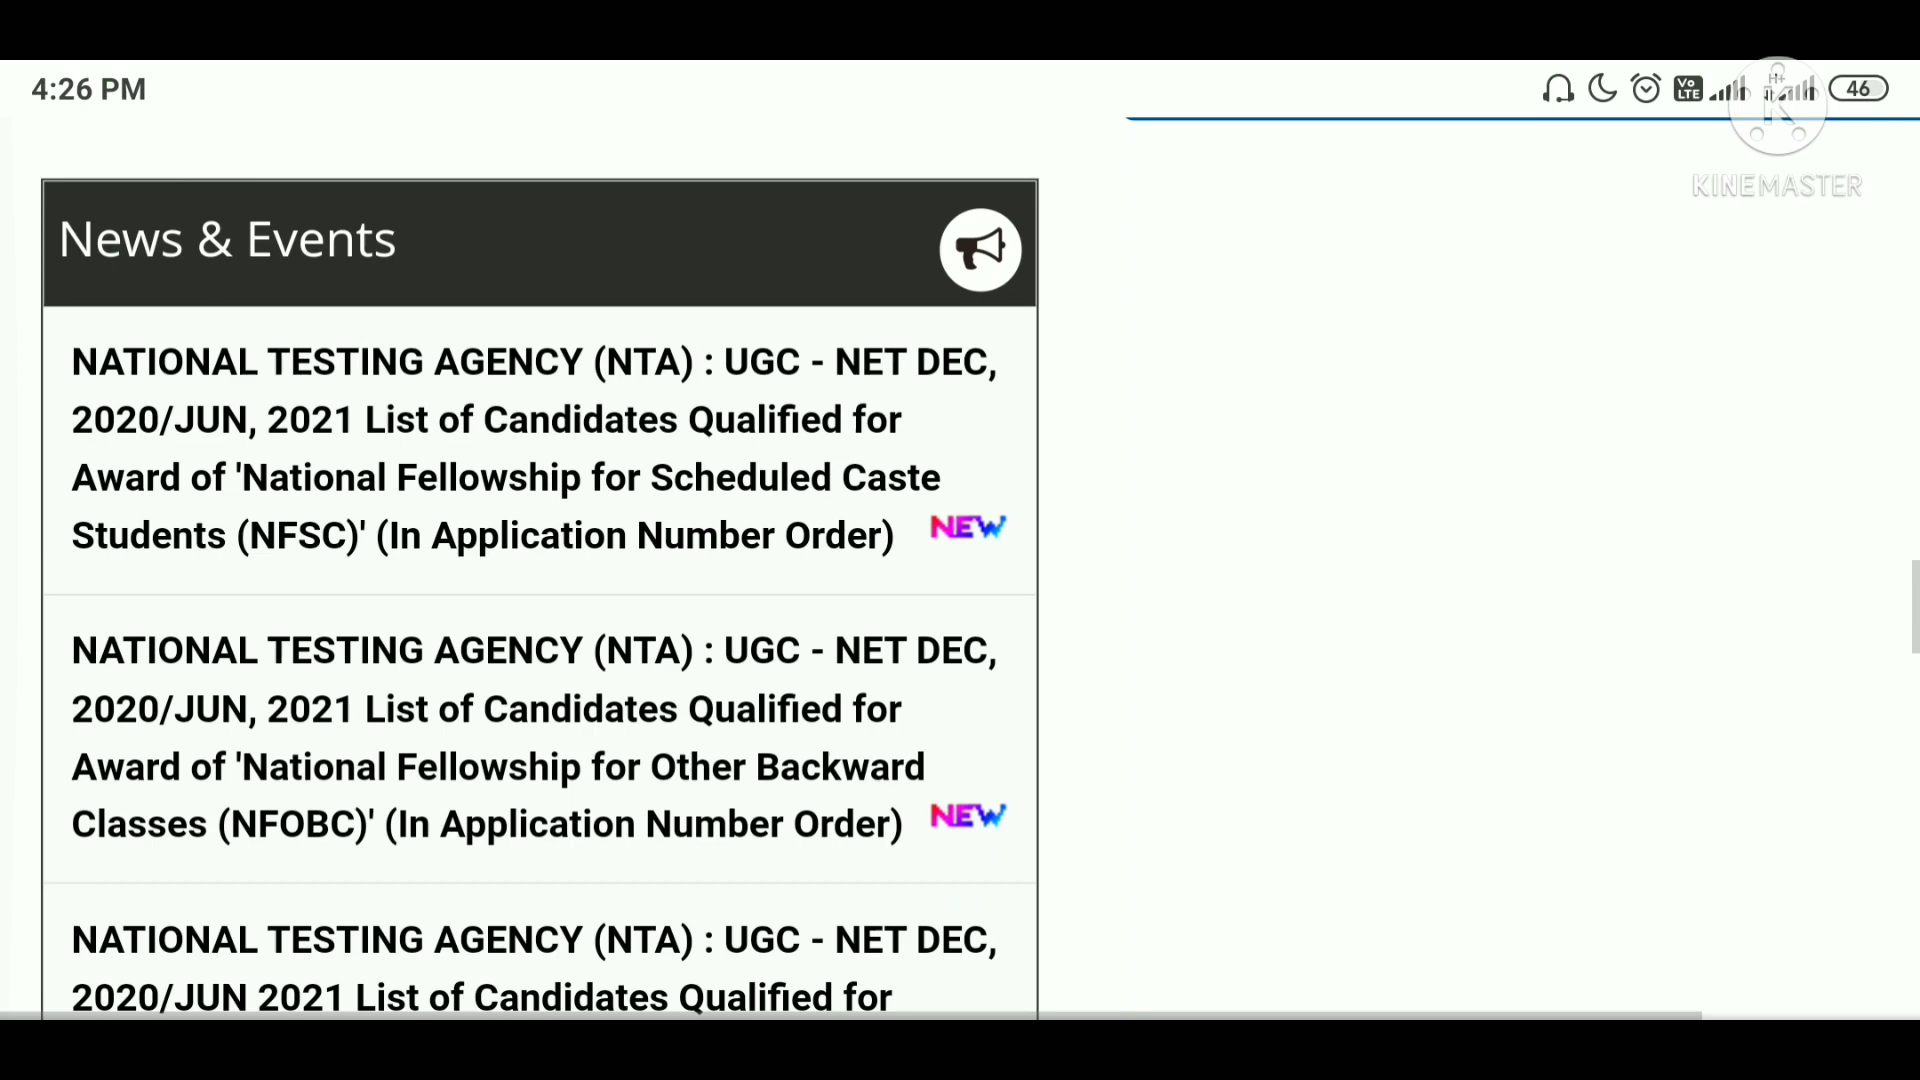 4:26 PM
Vo LTE
H+
46
KINEMASTER
News & Events
NATIONAL TESTING AGENCY (NTA) : UGC - NET DEC,
2020/JUN, 2021 List of Candidates Qualified for
Award of 'National Fellowship for Scheduled Caste
Students (NFSC)' (In Application Number Order) NEW
NATIONAL TESTING AGENCY (NTA) : UGC - NET DEC,
2020/JUN, 2021 List of Candidates Qualified for
Award of 'National Fellowship for Other Backward
Classes (NFOBC)' (In Application Number Order) NEW
NATIONAL TESTING AGENCY (NTA) : UGC - NET DEC,
2020/JUN 2021 List of Candidates Qualified for